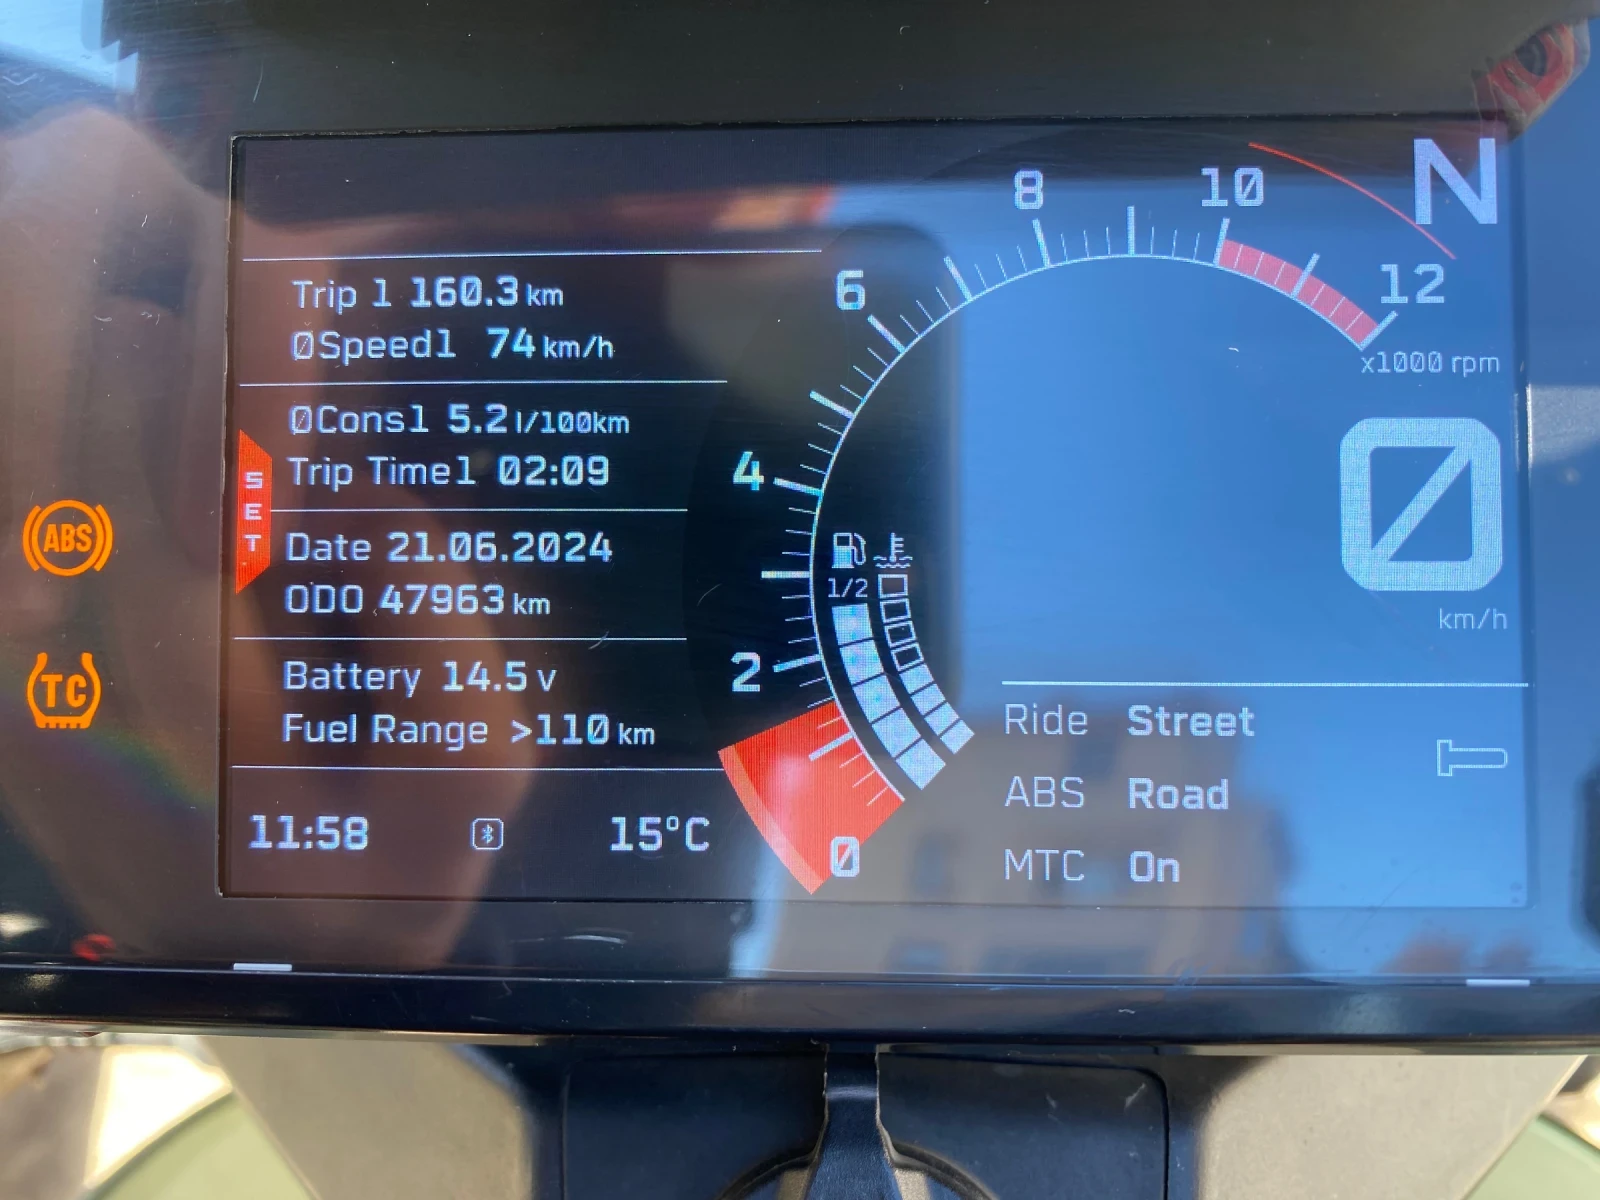 N
8
10
6
12
x1000 rpm
Trip 1 160.3 km
ØSpeed1 74 km/h
ØCons1 5.2 l/100km
Trip Time1 02:09
4
SET
ABS
Date 21.06.2024
ODO 47963 km
1/2
0
km/h
TC
Battery 14.5 v
Fuel Range >110 km
2
Ride Street
ABS Road
MTC On
11:58
15°C
0